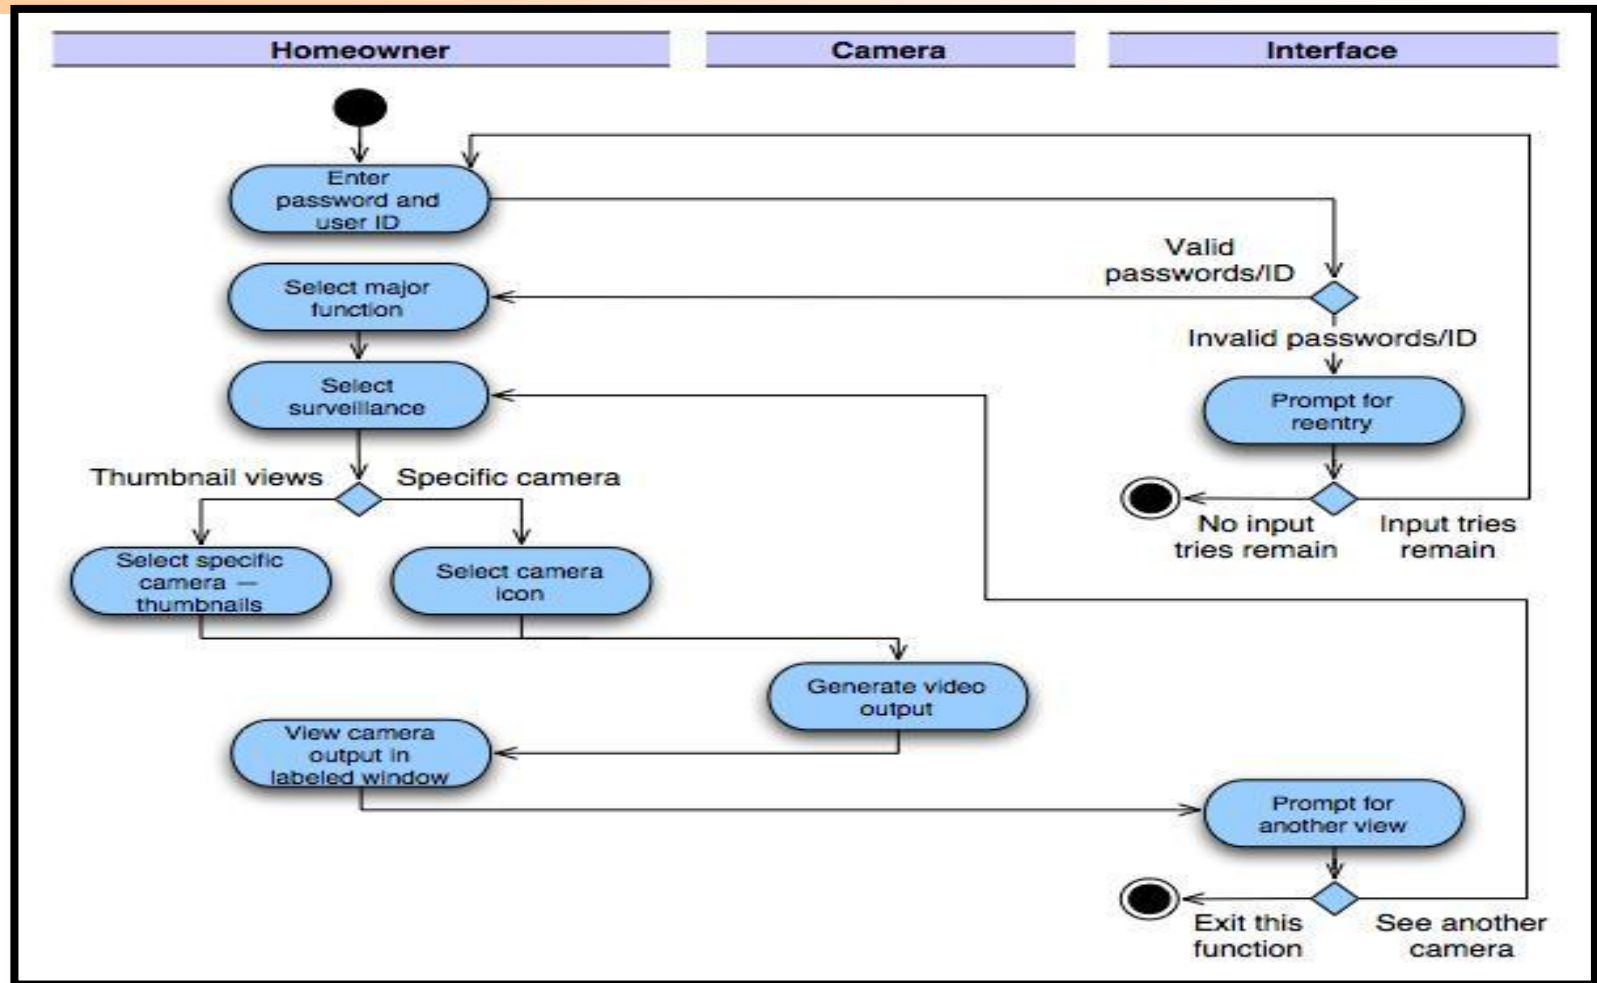 Homeowner
Camera
Interface
Enter
password and
user ID
Valid
passwords/ID
Select major
function
Invalid passwords/ID
Select
surveillance
Prompt for
reentry
Thumbnail views
Specific camera
No input
tries remain
Input tries
remain
Select specific
camera —
thumbnails
Select camera
icon
Generate video
output
View camera
output in
labeled window
Prompt for
another view
Exit this
function
See another
camera